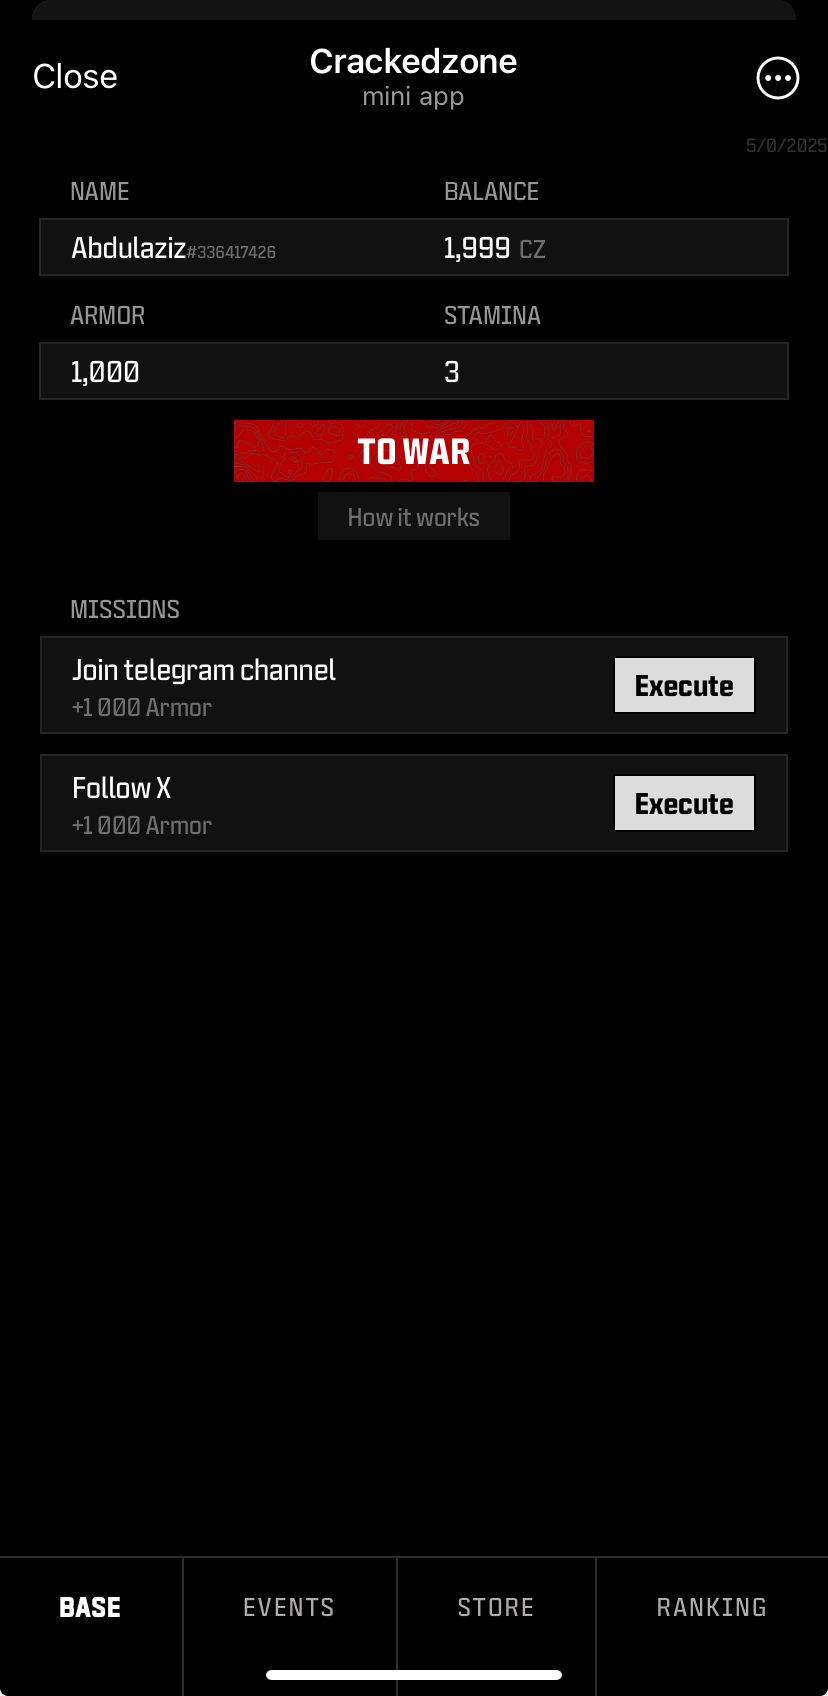 Close
Crackedzone
mini app
5/0/2025
NAME BALANCE
Abdulaziz#336417426 1,999 CZ
ARMOR STAMINA
1,000 3
TO WAR
How it works
MISSIONS
Join telegram channel
+1 000 Armor
Execute
Follow X
+1 000 Armor
Execute
BASE EVENTS STORE RANKING